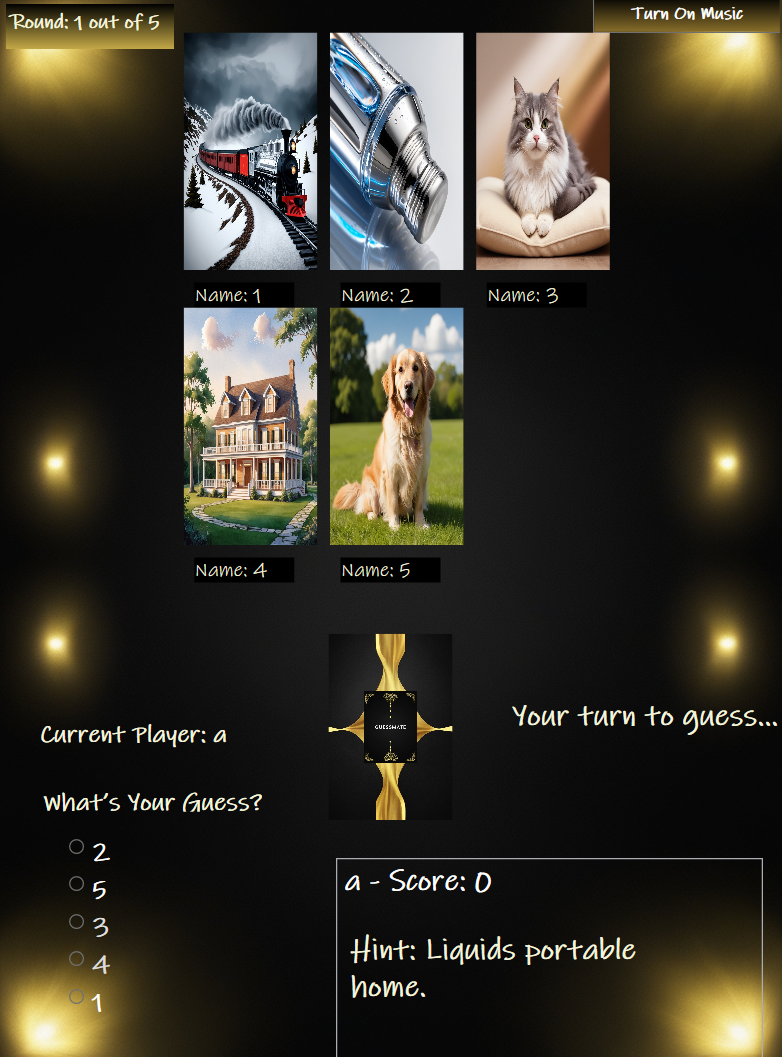 Round: 1 out of 5
Turn On Music
Name: 1
Name: 2
Name: 3
Name: 4
Name: 5
GUESSMATE
Current Player: a
Your turn to guess...
What's Your Guess?
2
5
3
4
1
a - Score: 0
Hint: Liquids portable
home.